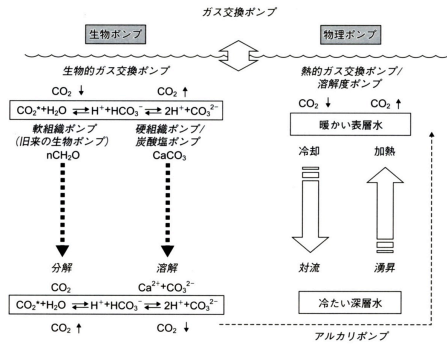 ガス交換ポンプ
生物ポンプ
物理ポンプ
生物的ガス交換ポンプ
熱的ガス交換ポンプ/
溶解度ポンプ
CO₂ ↓
CO₂ ↑
CO₂*+H₂O ⇄ H⁺+HCO₃⁻ ⇄ 2H⁺+CO₃²⁻
軟組織ポンプ
(旧来の生物ポンプ)
nCH₂O
硬組織ポンプ/
炭酸塩ポンプ
CaCO₃
分解
CO₂
溶解
Ca²⁺+CO₃²⁻
CO₂*+H₂O ⇄ H⁺+HCO₃⁻ ⇄ 2H⁺+CO₃²⁻
CO₂ ↑
CO₂ ↓
CO₂ ↓
CO₂ ↑
暖かい表層水
冷却
加熱
対流
湧昇
冷たい深層水
アルカリポンプ